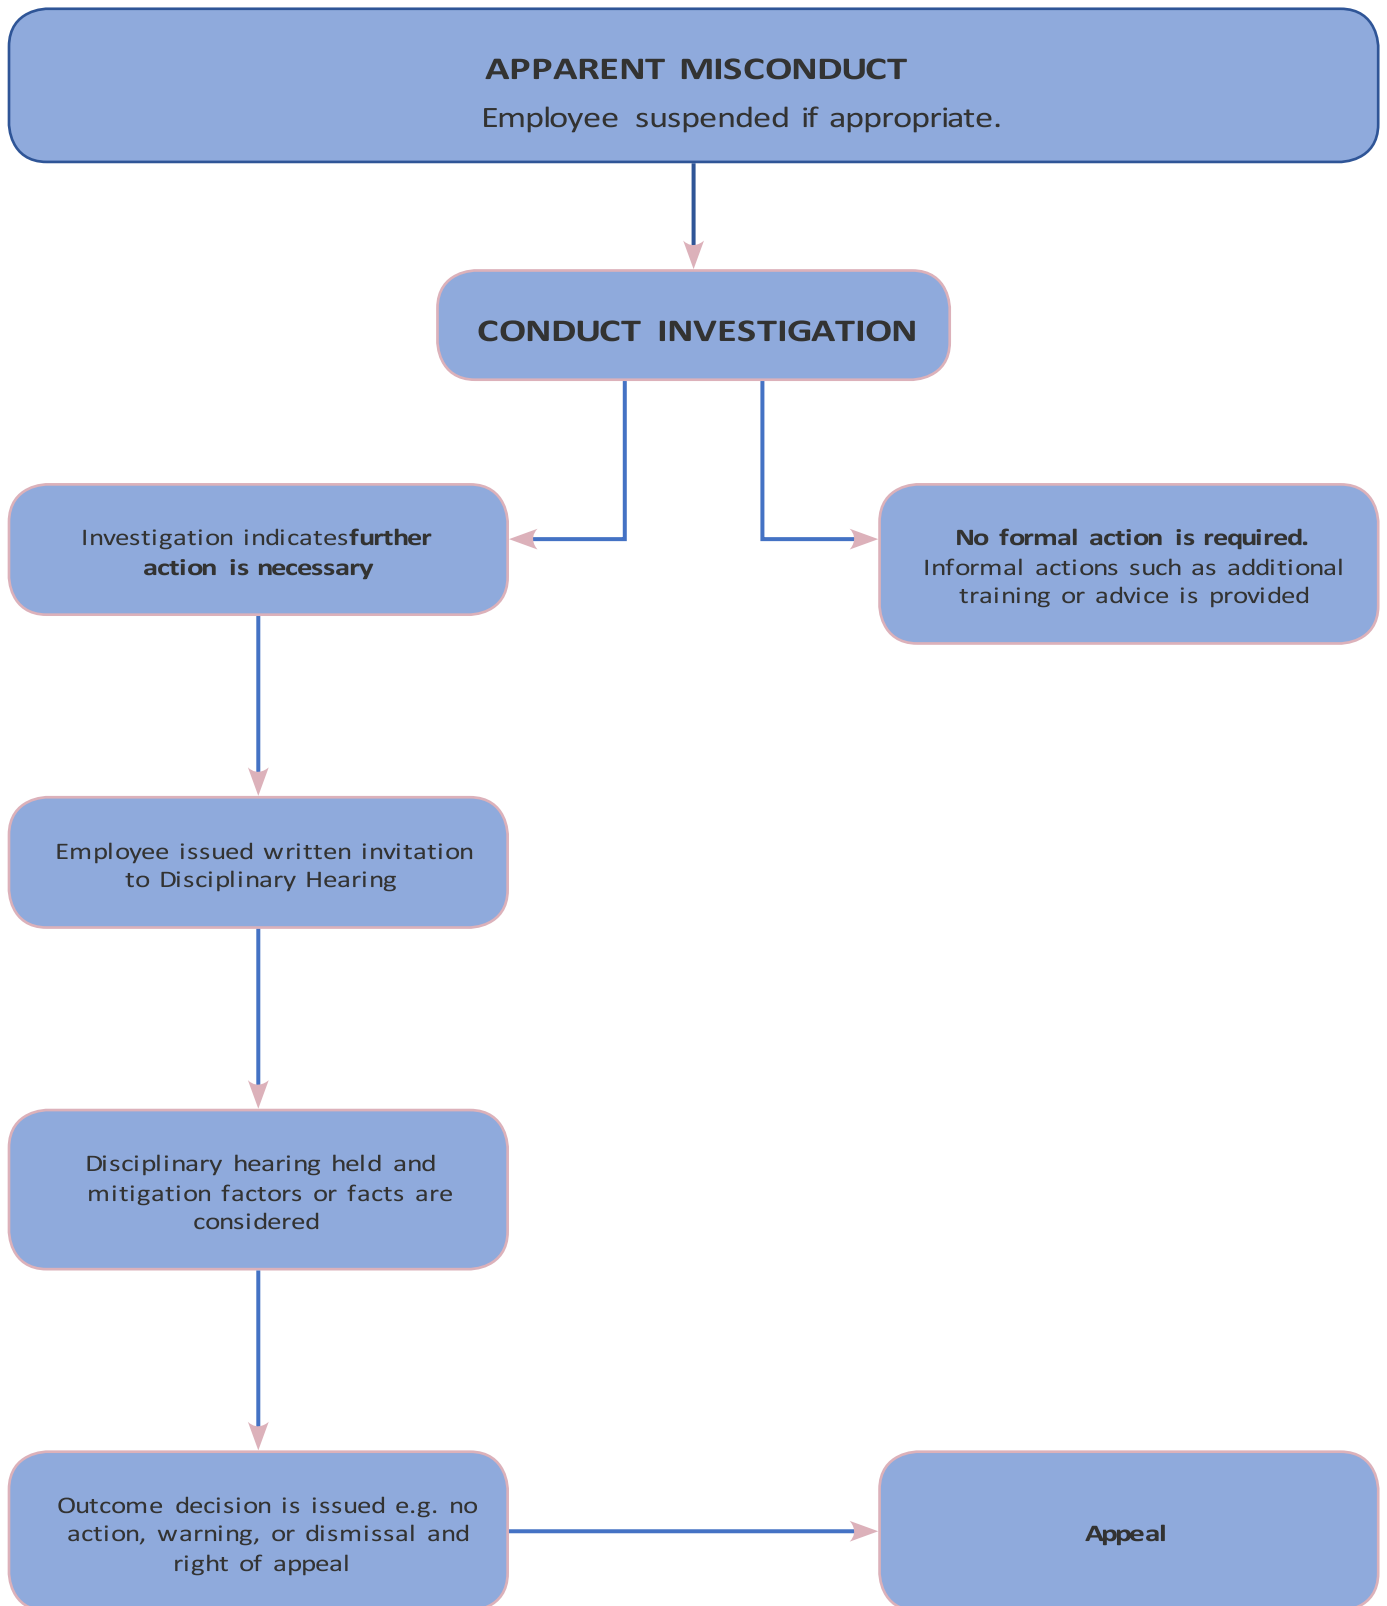 APPARENT MISCONDUCT
Employee suspended if appropriate.
CONDUCT INVESTIGATION
Investigation indicatesfurther
action is necessary
No formal action is required.
Informal actions such as additional
training or advice is provided
Employee issued written invitation
to Disciplinary Hearing
Disciplinary hearing held and
mitigation factors or facts are
considered
Outcome decision is issued e.g. no
action, warning, or dismissal and
right of appeal
Appeal